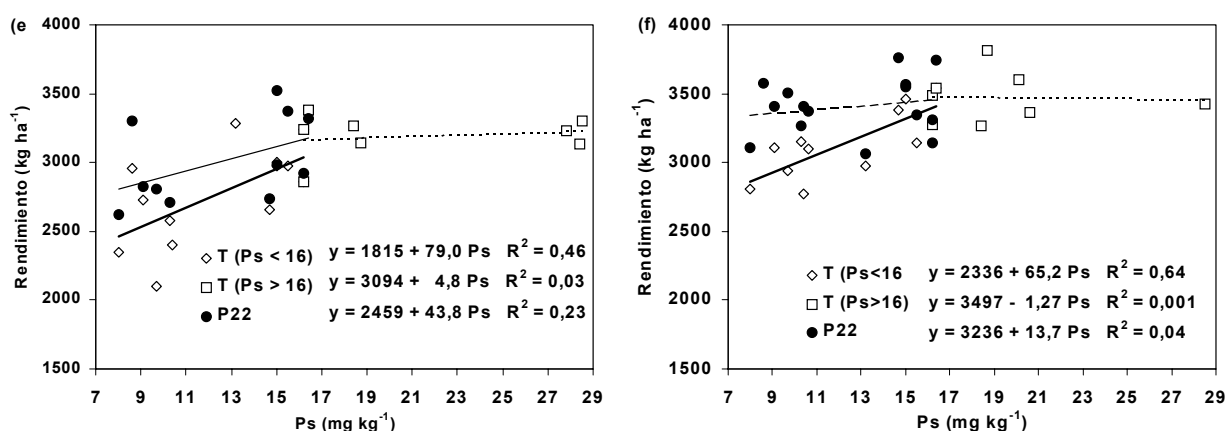 (e
Rendimiento (kg ha-1)
4000
3500
3000
2500
2000
1500
T (Ps < 16) y = 1815 + 79,0 Ps R2 = 0,46
T (Ps > 16) y = 3094 + 4,8 Ps R2 = 0,03
P22 y = 2459 + 43,8 Ps R2 = 0,23
7 9 11 13 15 17 19 21 23 25 27 29
Ps (mg kg-1)
(f)
Rendimiento (kg ha-1)
4000
3500
3000
2500
2000
1500
T (Ps<16 y = 2336 + 65,2 Ps R2 = 0,64
T (Ps>16) y = 3497 - 1,27 Ps R2 = 0,001
P22 y = 3236 + 13,7 Ps R2 = 0,04
7 9 11 13 15 17 19 21 23 25 27 29
Ps (mg kg-1)